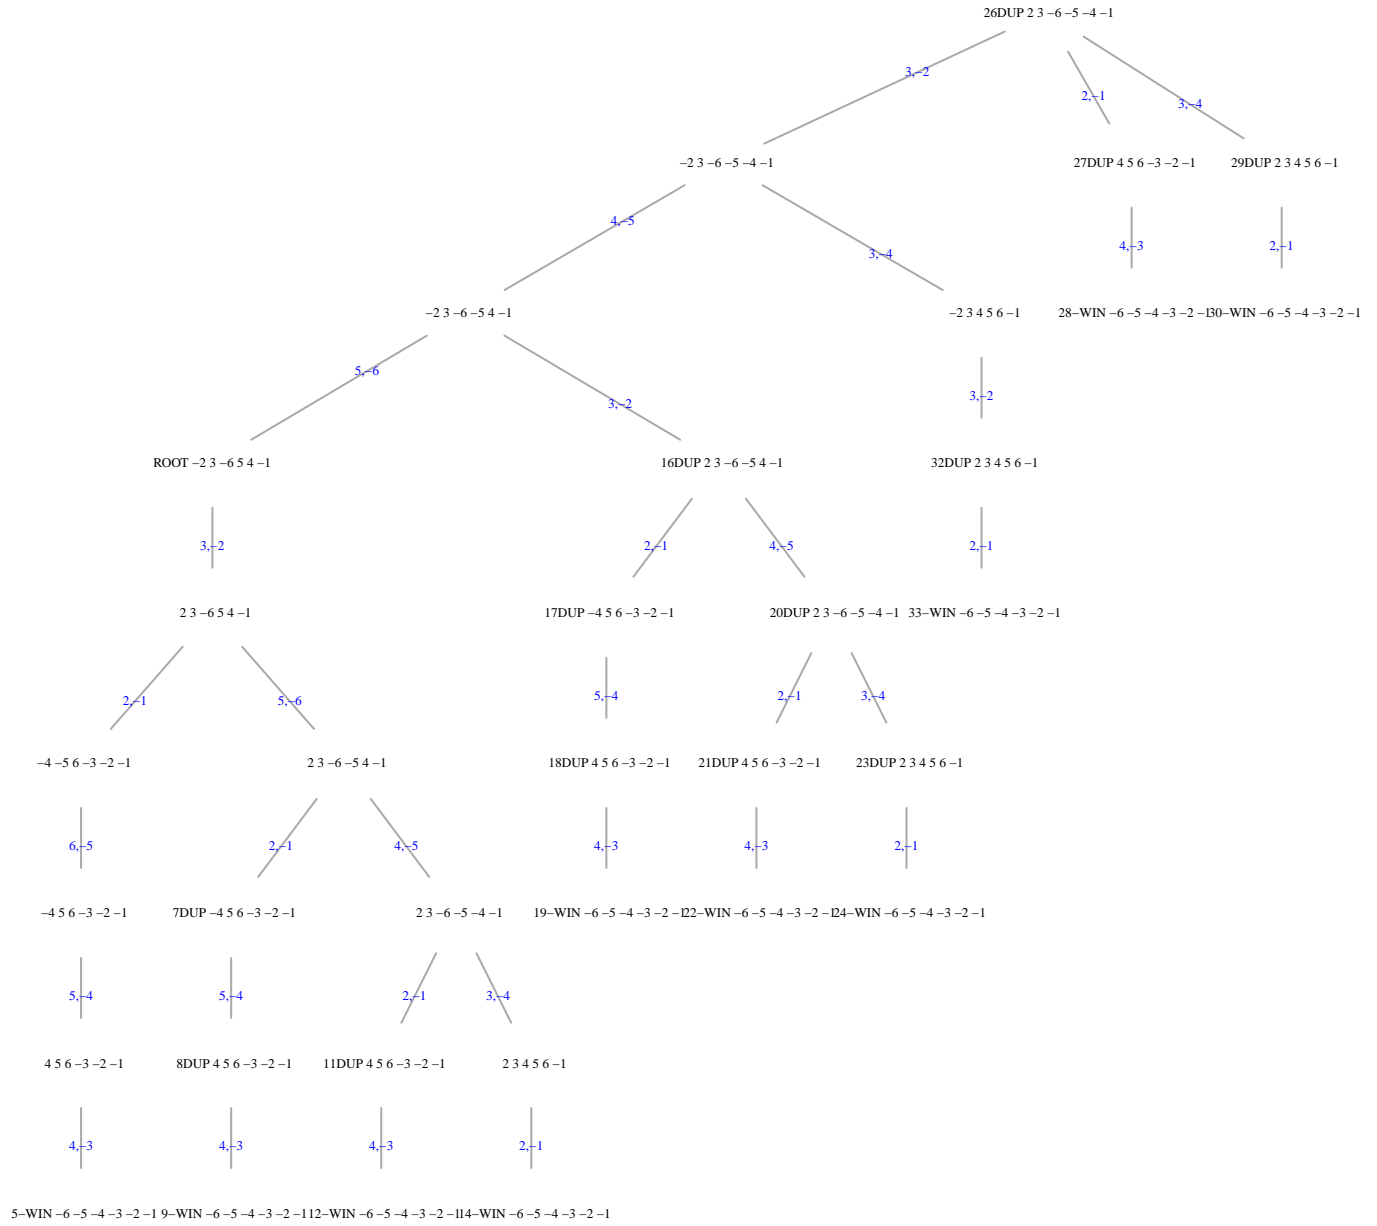 26DUP 2 3 −6 −5 −4 −1
3,−2
2,−1
3,−4
−2 3 −6 −5 −4 −1
27DUP 4 5 6 −3 −2 −1
29DUP 2 3 4 5 6 −1
4,−5
3,−4
4,−3
2,−1
−2 3 −6 −5 4 −1
−2 3 4 5 6 −1
28−WIN −6 −5 −4 −3 −2 −1
30−WIN −6 −5 −4 −3 −2 −1
5,−6
3,−2
3,−2
ROOT −2 3 −6 5 4 −1
16DUP 2 3 −6 −5 4 −1
32DUP 2 3 4 5 6 −1
3,−2
2,−1
4,−5
2,−1
2 3 −6 5 4 −1
17DUP −4 5 6 −3 −2 −1
20DUP 2 3 −6 −5 −4 −1
33−WIN −6 −5 −4 −3 −2 −1
2,−1
5,−6
5,−4
2,−1
3,−4
−4 −5 6 −3 −2 −1
2 3 −6 −5 4 −1
18DUP 4 5 6 −3 −2 −1
21DUP 4 5 6 −3 −2 −1
23DUP 2 3 4 5 6 −1
6,−5
2,−1
4,−5
4,−3
4,−3
2,−1
−4 5 6 −3 −2 −1
7DUP −4 5 6 −3 −2 −1
2 3 −6 −5 −4 −1
19−WIN −6 −5 −4 −3 −2 −1
22−WIN −6 −5 −4 −3 −2 −1
24−WIN −6 −5 −4 −3 −2 −1
5,−4
5,−4
2,−1
3,−4
4 5 6 −3 −2 −1
8DUP 4 5 6 −3 −2 −1
11DUP 4 5 6 −3 −2 −1
2 3 4 5 6 −1
4,−3
4,−3
4,−3
2,−1
5−WIN −6 −5 −4 −3 −2 −1
9−WIN −6 −5 −4 −3 −2 −1
12−WIN −6 −5 −4 −3 −2 −1
14−WIN −6 −5 −4 −3 −2 −1